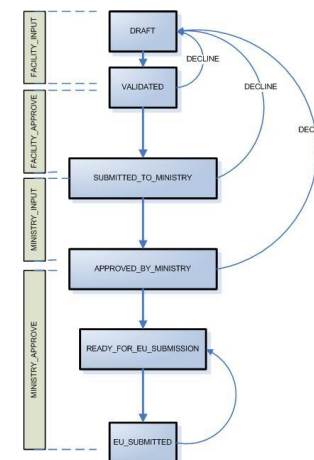 FACILITY_INPUT
DRAFT
DECLINE
VALIDATED
DECLINE
FACILITY_APPROVE
SUBMITTED_TO_MINISTRY
MINISTRY_INPUT
APPROVED_BY_MINISTRY
MINISTRY_APPROVE
READY_FOR_EU_SUBMISSION
EU_SUBMITTED